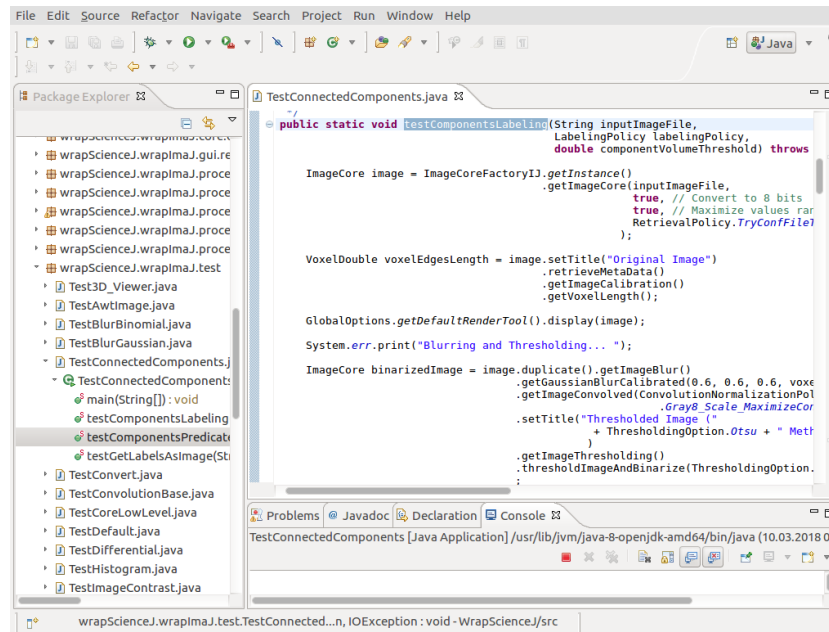 File Edit Source Refactor Navigate Search Project Run Window Help
Java
Package Explorer
wrapScienceJ.wrapImaJ.gui.re
wrapScienceJ.wrapImaJ.proce
wrapScienceJ.wrapImaJ.proce
wrapScienceJ.wrapImaJ.proce
wrapScienceJ.wrapImaJ.proce
wrapScienceJ.wrapImaJ.proce
wrapScienceJ.wrapImaJ.test
Test3D_Viewer.java
TestAwtImage.java
TestBlurBinomial.java
TestBlurGaussian.java
TestConnectedComponents.j
TestConnectedComponents
main(String[]) : void
testComponentsLabeling
testComponentsPredicate
testGetLabelsAsImage(Str
TestConvert.java
TestConvolutionBase.java
TestCoreLowLevel.java
TestDefault.java
TestDifferential.java
TestHistogram.java
TestImageContrast.java
TestConnectedComponents.java
*/
public static void testComponentsLabeling(String inputImageFile,
LabelingPolicy labelingPolicy,
double componentVolumeThreshold) throws
ImageCore image = ImageCoreFactoryIJ.getInstance()
.getImageCore(inputImageFile,
true, // Convert to 8 bits
true, // Maximize values ran
RetrievalPolicy.TryConfFileT
);
VoxelDouble voxelEdgesLength = image.setTitle("Original Image")
.retrieveMetaData()
.getImageCalibration()
.getVoxelLength();
GlobalOptions.getDefaultRenderTool().display(image);
System.err.print("Blurring and Thresholding... ");
ImageCore binarizedImage = image.duplicate().getImageBlur()
.getGaussianBlurCalibrated(0.6, 0.6, 0.6, voxe
.getImageConvolved(ConvolutionNormalizationPol
.Gray8_Scale_MaximizeCon
.setTitle("Thresholded Image ("
+ ThresholdingOption.Otsu + " Meth
)
.getImageThresholding()
.thresholdImageAndBinarize(ThresholdingOption.
;
Problems @ Javadoc Declaration Console
TestConnectedComponents [Java Application] /usr/lib/jvm/java-8-openjdk-amd64/bin/java (10.03.2018 0
wrapScienceJ.wrapImaJ.test.TestConnected...n, IOException : void - WrapScienceJ/src